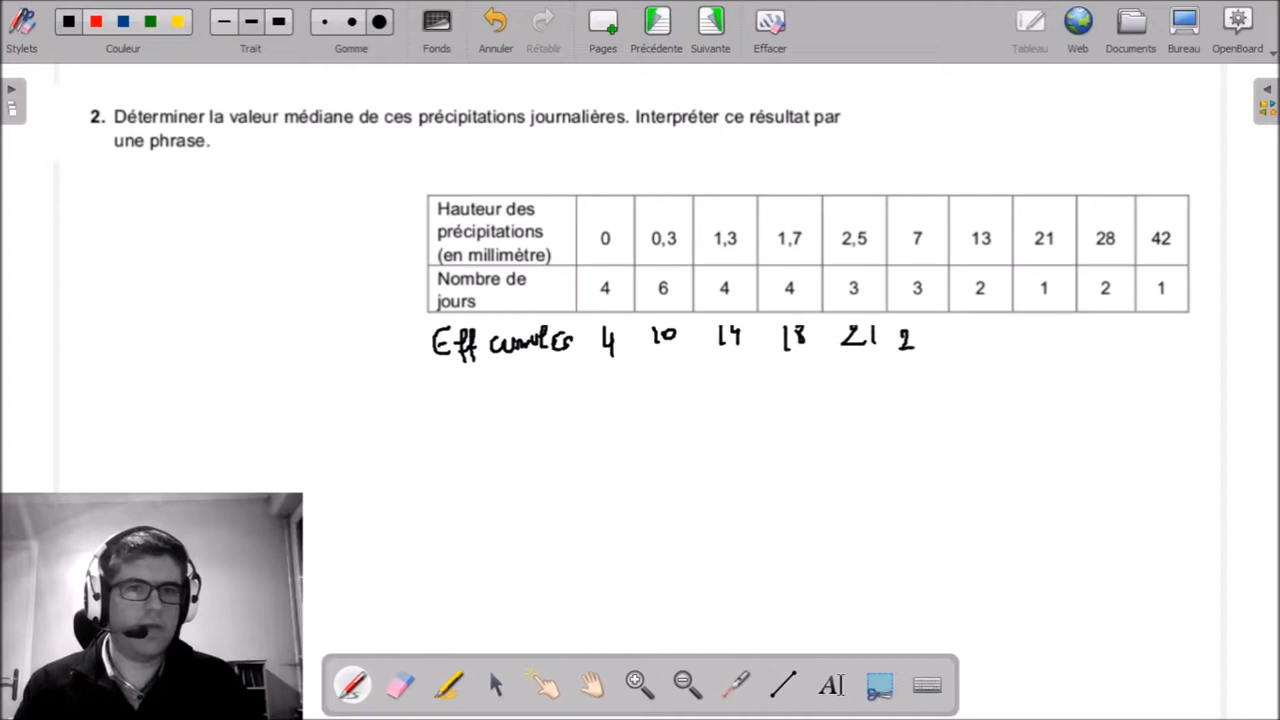 Stylets Couleur Trait Gomme Fonds Annuler Rétablir Pages Précédente Suivante Effacer Tableau Web Documents Bureau OpenBoard
2. Déterminer la valeur médiane de ces précipitations journalières. Interpréter ce résultat par
une phrase.
Hauteur des
précipitations
(en millimètre) 0 0,3 1,3 1,7 2,5 7 13 21 28 42
Nombre de
jours 4 6 4 4 3 3 2 1 2 1
Eff cumulés 4 10 14 18 21 2
AI